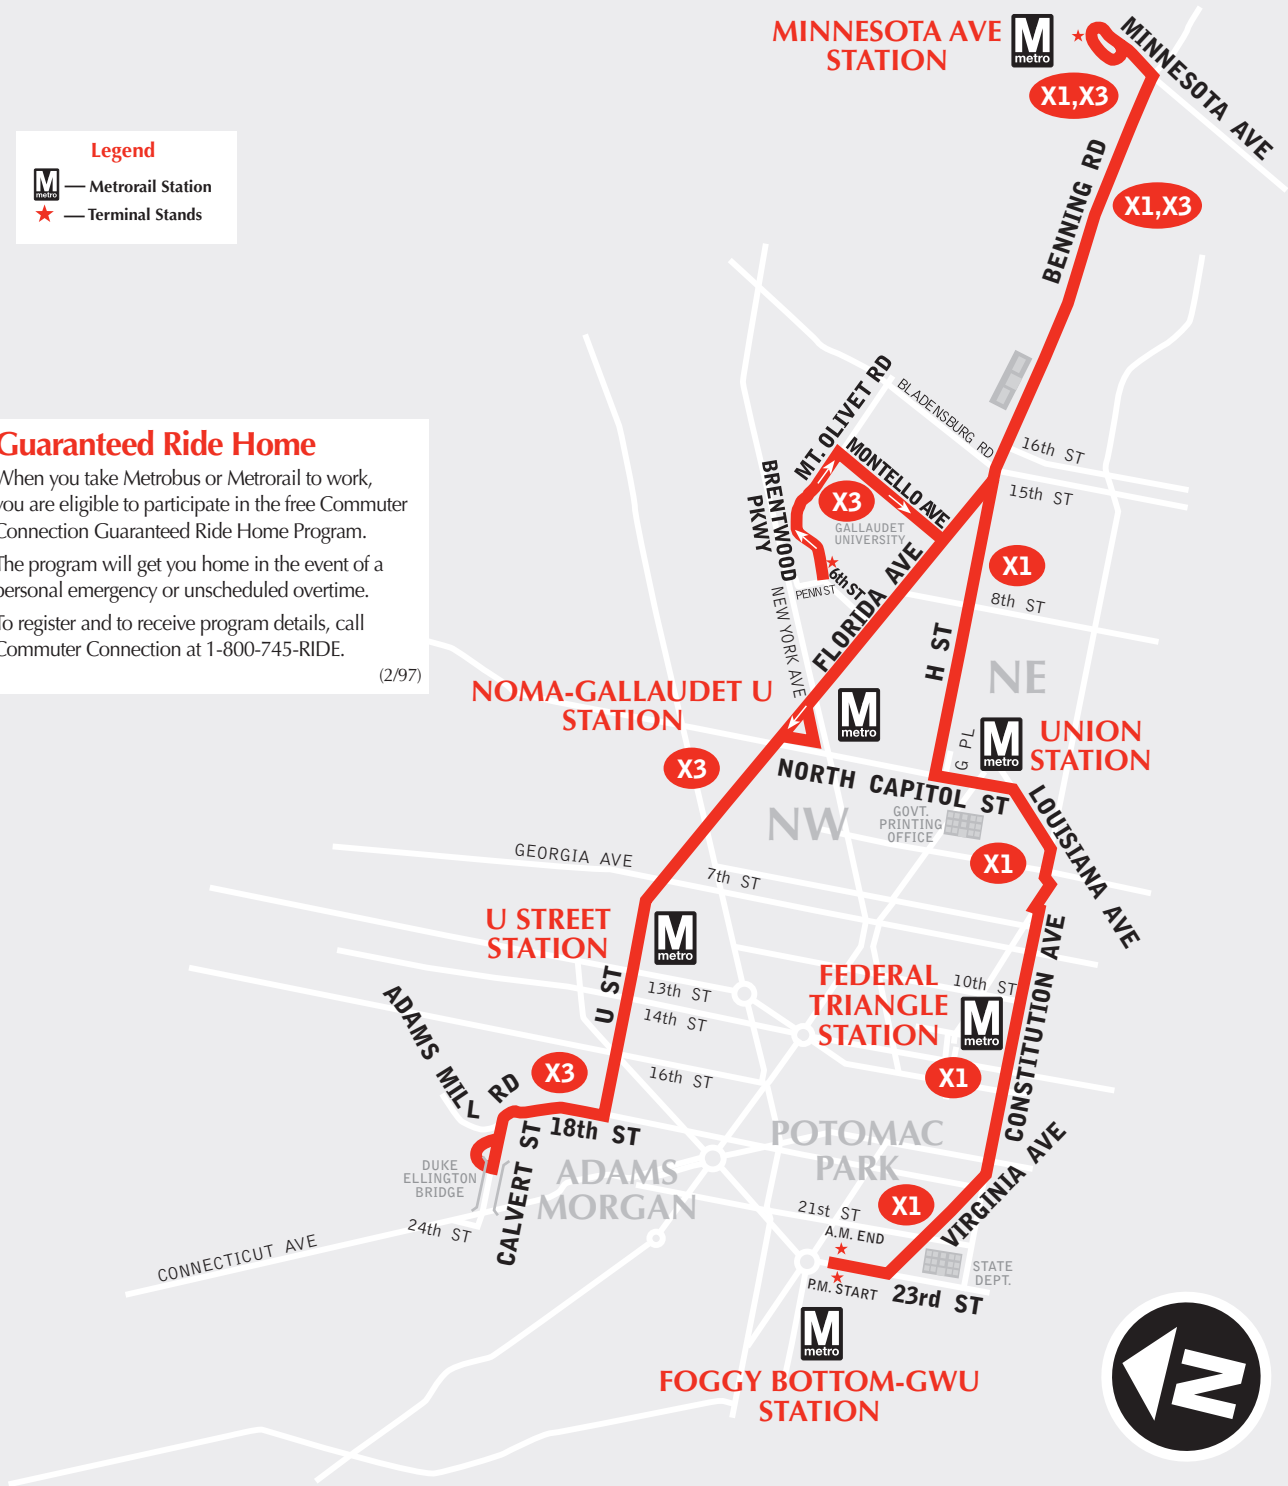 MINNESOTA AVE
STATION
M
metro
MINNESOTA AVE
X1,X3
Legend
M
metro
— Metrorail Station
— Terminal Stands
BENNING RD
X1,X3
MT. OLIVET RD
BLADENSBURG RD
16th ST
15th ST
MONTELLO AVE
BRENTWOOD
PKWY
X3
GALLAUDET
UNIVERSITY
6th ST
PENN ST
NEW YORK AVE
FLORIDA AVE
X1
8th ST
H ST
NE
Guaranteed Ride Home
When you take Metrobus or Metrorail to work,
you are eligible to participate in the free Commuter
Connection Guaranteed Ride Home Program.
The program will get you home in the event of a
personal emergency or unscheduled overtime.
To register and to receive program details, call
Commuter Connection at 1-800-745-RIDE.
(2/97)
NOMA-GALLAUDET U
STATION
M
metro
G PL
M
metro
UNION
STATION
X3
NORTH CAPITOL ST
NW
GOVT.
PRINTING
OFFICE
LOUISIANA AVE
X1
GEORGIA AVE
7th ST
U STREET
STATION
M
metro
U ST
13th ST
14th ST
16th ST
FEDERAL
TRIANGLE
STATION
10th ST
M
metro
CONSTITUTION AVE
X1
ADAMS MILL RD
X3
18th ST
CALVERT ST
DUKE
ELLINGTON
BRIDGE
ADAMS
MORGAN
24th ST
CONNECTICUT AVE
POTOMAC
PARK
VIRGINIA AVE
X1
21st ST
A.M. END
P.M. START
23rd ST
STATE
DEPT.
M
metro
FOGGY BOTTOM-GWU
STATION
N